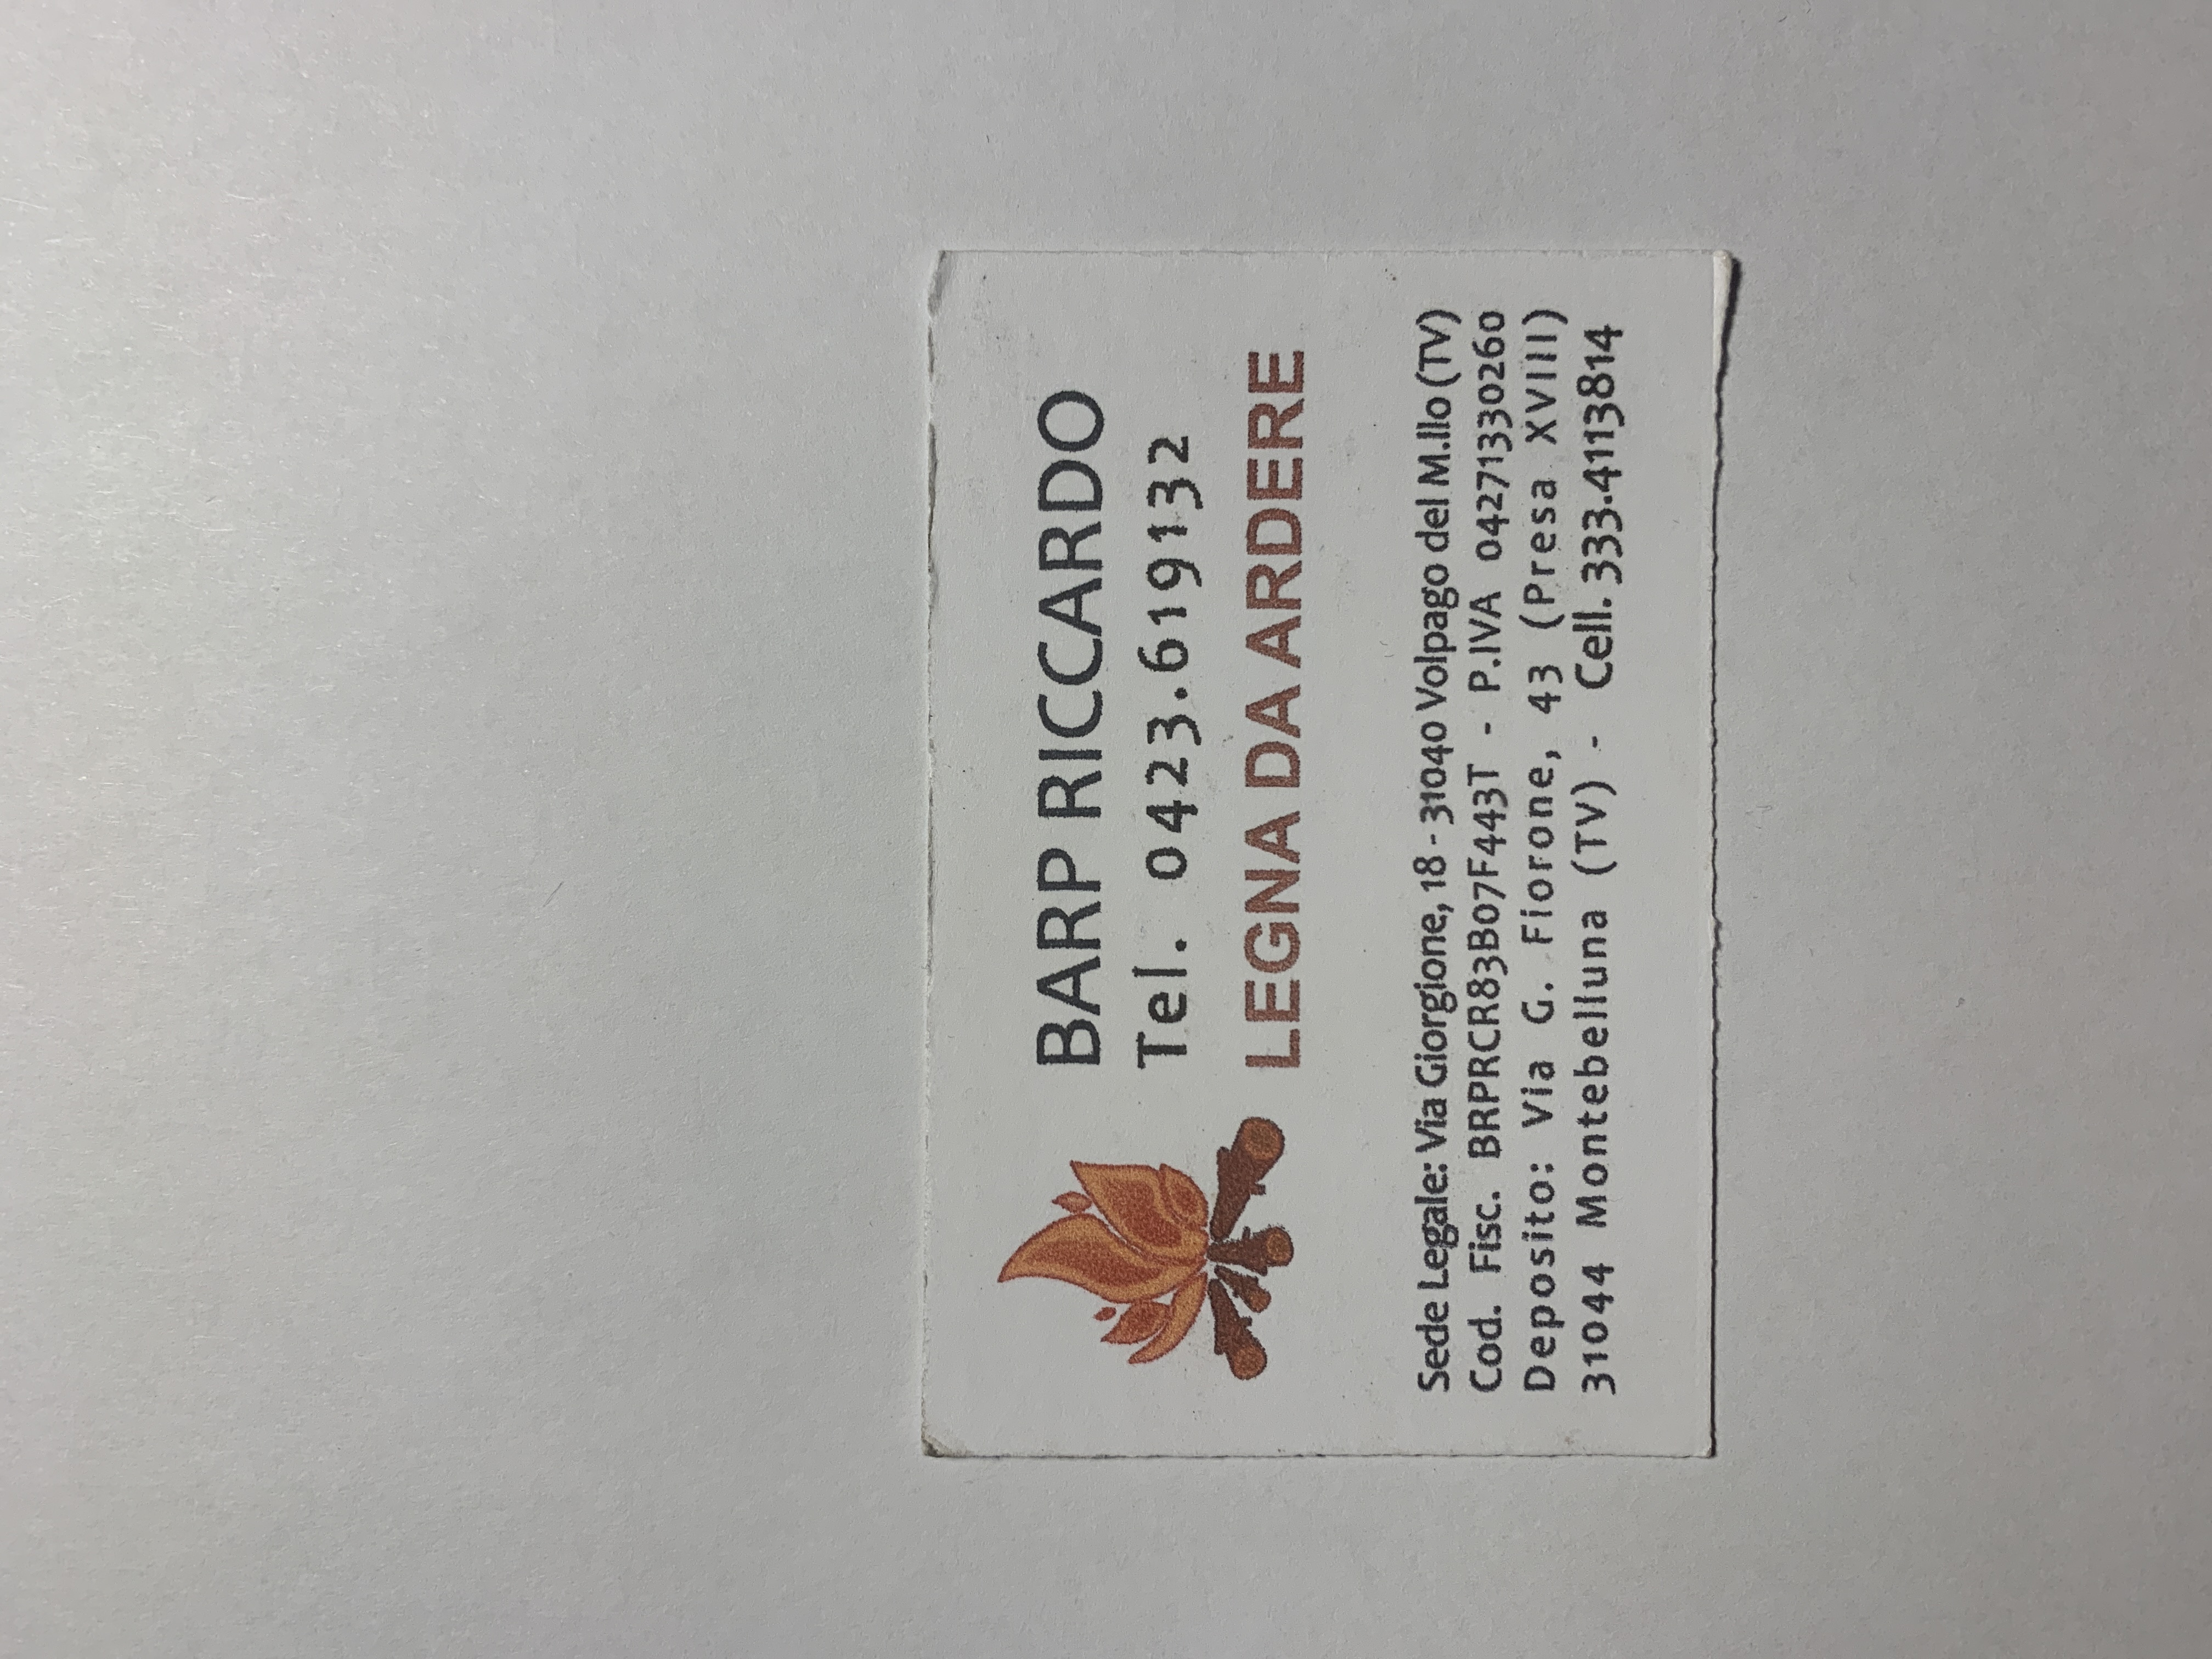 BARP RICCARDO
Tel. 0423.619132
LEGNA DA ARDERE
Sede Legale: Via Giorgione, 18 - 31040 Volpago del M.llo (TV)
Cod. Fisc. BRPRCR83B07F443T - P.IVA 04271330260
Deposito: Via G. Fiorone, 43 (Presa XVIII)
31044 Montebelluna (TV) - Cell. 333.4113814